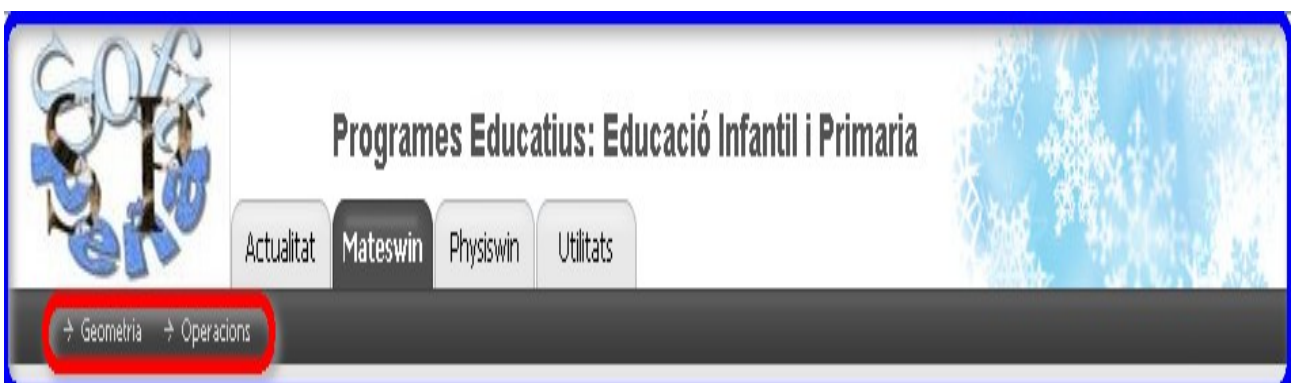 Programes Educatius: Educació Infantil i Primaria
Actualitat Mateswin Physiswin Utilitats
→ Geometria → Operacions